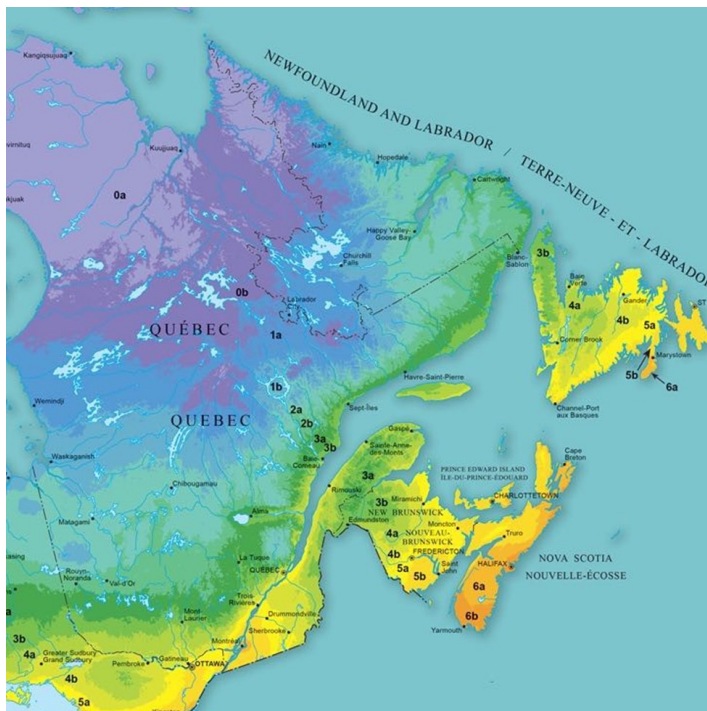 Kangiqsujuaq
NEWFOUNDLAND AND LABRADOR / TERRE-NEUVE-ET-LABRADOR
Kuujjuaq
Nain
Hopedale
Cartwright
0a
Happy Valley-
Goose Bay
Churchill
Falls
Blanc-
Sablon
3b
Baie
Verte
0b
Labrador
4a
Gander
ST
QUÉBEC
1a
4b
5a
Corner Brook
Marystown
5b
6a
Havre-Saint-Pierre
1b
Wemindji
2a
Sept-Îles
Channel-Port
aux Basques
QUEBEC
2b
3a
3b
Gaspé
Sainte-Anne-
des-Monts
Waskaganish
Baie-
Comeau
Cape
Breton
3a
PRINCE EDWARD ISLAND
ÎLE-DU-PRINCE-ÉDOUARD
Chibougamau
Rimouski
3b
Miramichi
CHARLOTTETOWN
Matagami
Alma
NEW BRUNSWICK
Edmundston
Moncton
4a
NOUVEAU-
BRUNSWICK
Truro
4b
FREDERICTON
NOVA SCOTIA
La Tuque
5a
Saint
John
HALIFAX
NOUVELLE-ÉCOSSE
Rouyn-
Noranda
QUÉBEC
5b
Val-d'Or
6a
Trois-
Rivières
Mont-
Laurier
Drummondville
6b
3b
Sherbrooke
Yarmouth
4a
Montréal
Greater Sudbury
Grand Sudbury
Pembroke
Gatineau
OTTAWA
4b
5a